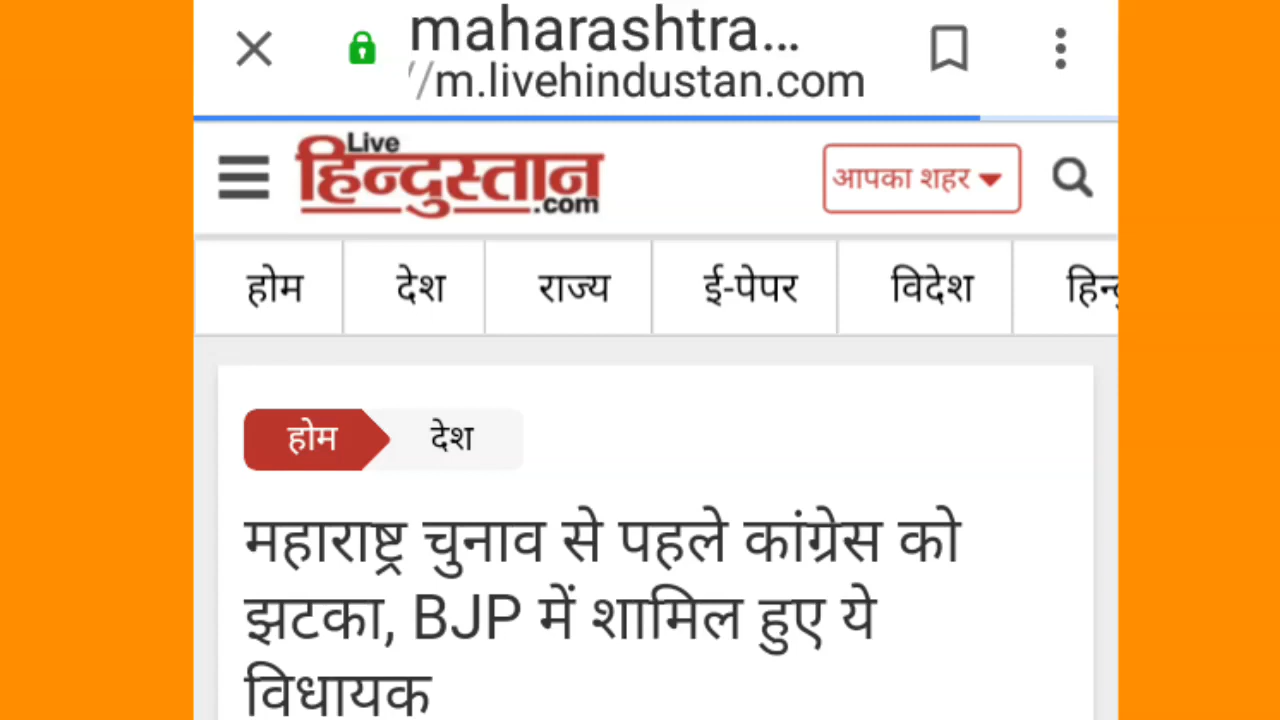 maharashtra...
//m.livehindustan.com
Live
हिन्दुस्तान
.com
आपका शहर
होम
देश
राज्य
ई-पेपर
विदेश
होम
देश
महाराष्ट्र चुनाव से पहले कांग्रेस को
झटका, BJP में शामिल हुए ये
विधायक